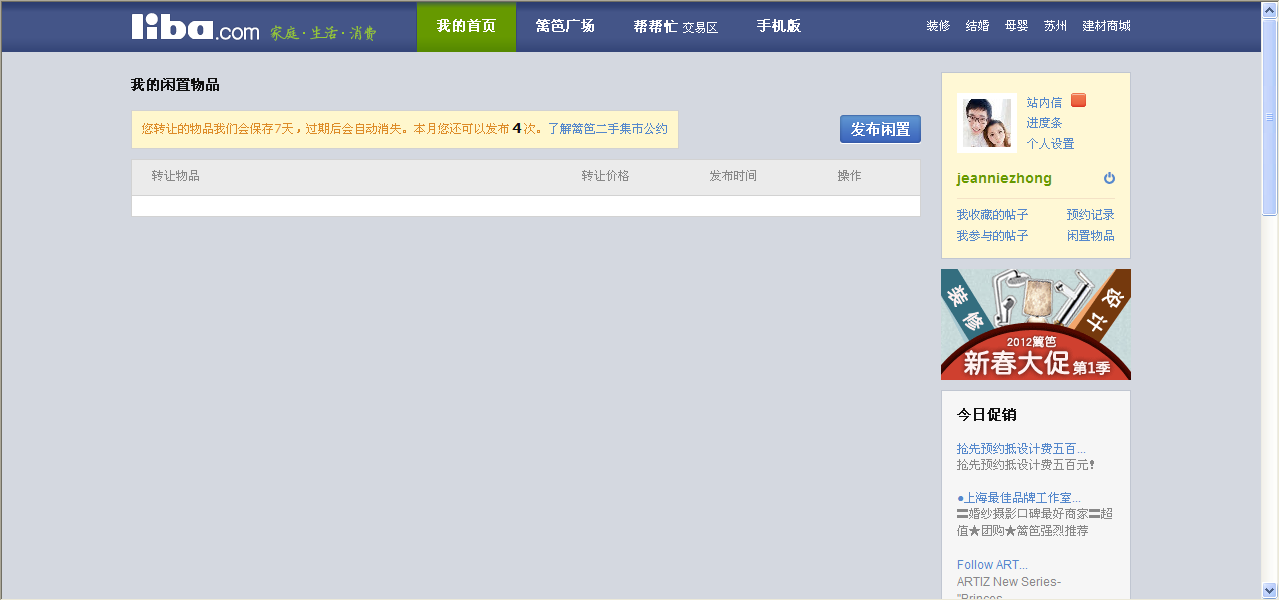 liba.com 家庭·生活·消费
我的首页 篱笆广场 帮帮忙 交易区 手机版
装修 结婚 母婴 苏州 建材商城
我的闲置物品
您转让的物品我们会保存7天，过期后会自动消失。本月您还可以发布 4 次。了解篱笆二手集市公约
发布闲置
转让物品 转让价格 发布时间 操作
站内信
进度条
个人设置
jeanniezhong
我收藏的帖子 预约记录
我参与的帖子 闲置物品
装修 设计
2012篱笆
新春大促 第1季
今日促销
抢先预约抵设计费五百...
抢先预约抵设计费五百元❢
●上海最佳品牌工作室...
〓婚纱摄影口碑最好商家〓超
值★团购★篱笆强烈推荐
Follow ART...
ARTIZ New Series-
"Princes